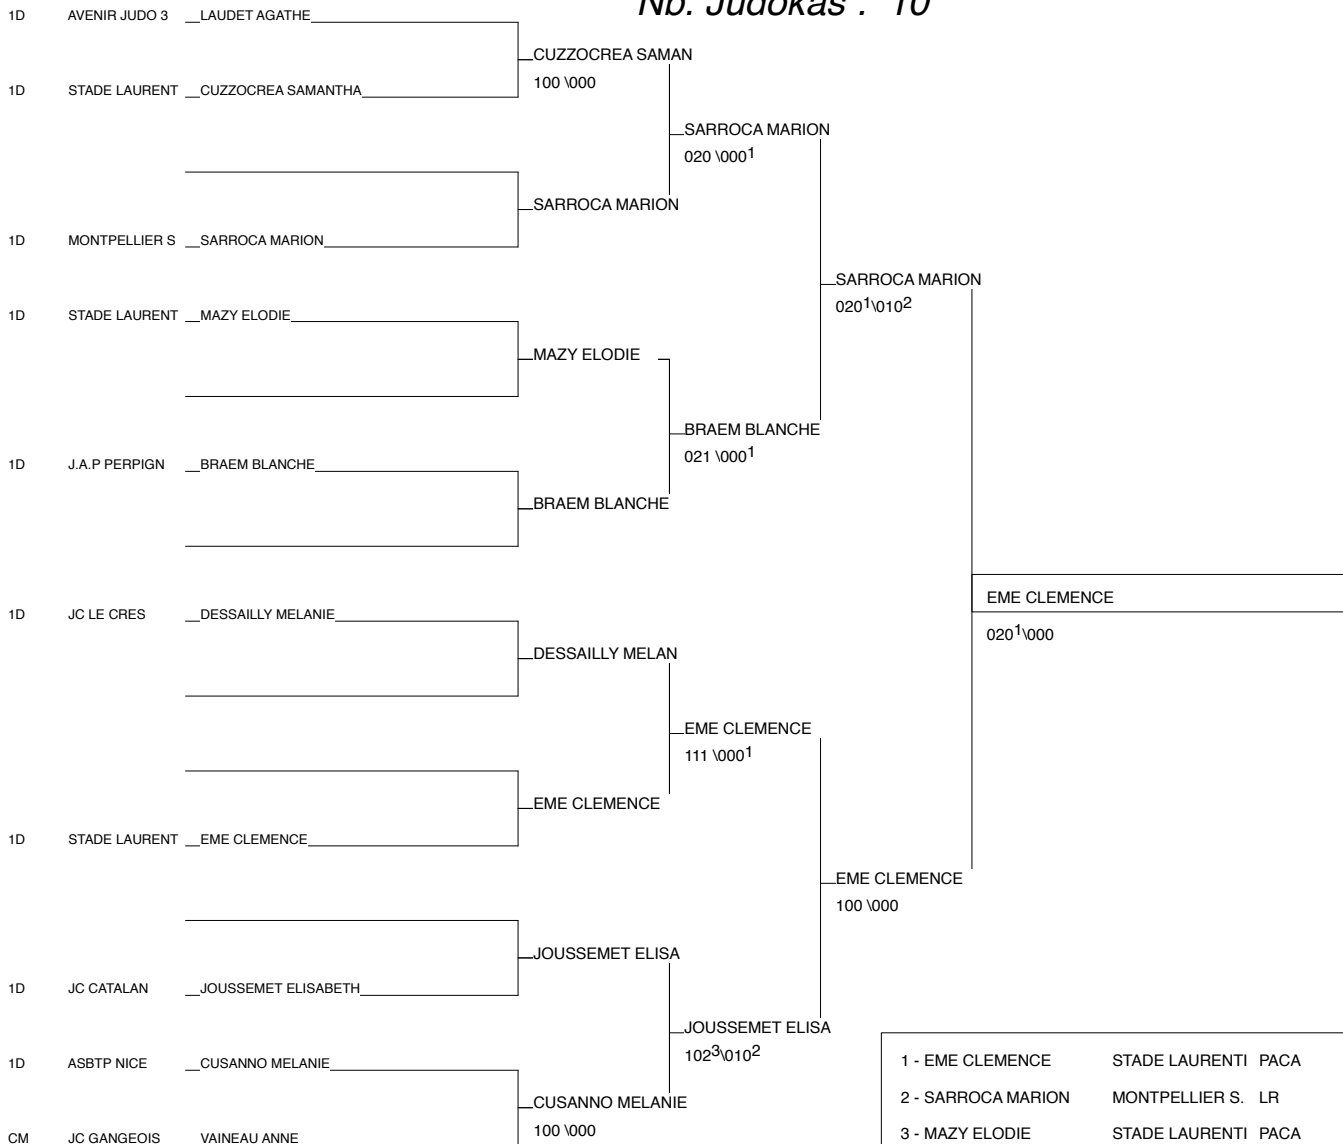 Nb. Judokas : 10
1D AVENIR JUDO 3 LAUDET AGATHE
CUZZOCREA SAMAN
100 \000
1D STADE LAURENT CUZZOCREA SAMANTHA
SARROCA MARION
020 \000¹
SARROCA MARION
1D MONTPELLIER S SARROCA MARION
SARROCA MARION
020¹\010²
1D STADE LAURENT MAZY ELODIE
MAZY ELODIE
BRAEM BLANCHE
021 \000¹
1D J.A.P PERPIGN BRAEM BLANCHE
BRAEM BLANCHE
EME CLEMENCE
020¹\000
1D JC LE CRES DESSAILLY MELANIE
DESSAILLY MELAN
EME CLEMENCE
111 \000¹
EME CLEMENCE
1D STADE LAURENT EME CLEMENCE
EME CLEMENCE
100 \000
JOUSSEMET ELISA
1D JC CATALAN JOUSSEMET ELISABETH
JOUSSEMET ELISA
102³\010²
1D ASBTP NICE CUSANNO MELANIE
CUSANNO MELANIE
100 \000
CM JC GANGEOIS VAINEAU ANNE
1 - EME CLEMENCE STADE LAURENTI PACA
2 - SARROCA MARION MONTPELLIER S. LR
3 - MAZY ELODIE STADE LAURENTI PACA